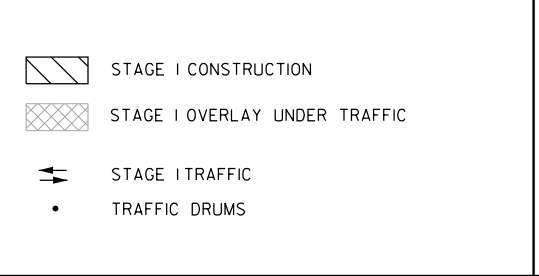 STAGE I CONSTRUCTION
STAGE I OVERLAY UNDER TRAFFIC
STAGE I TRAFFIC
TRAFFIC DRUMS